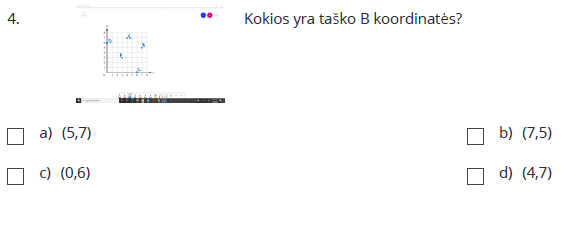 4.
Kokios yra taško B koordinatės?
a) (5,7)
b) (7,5)
c) (0,6)
d) (4,7)